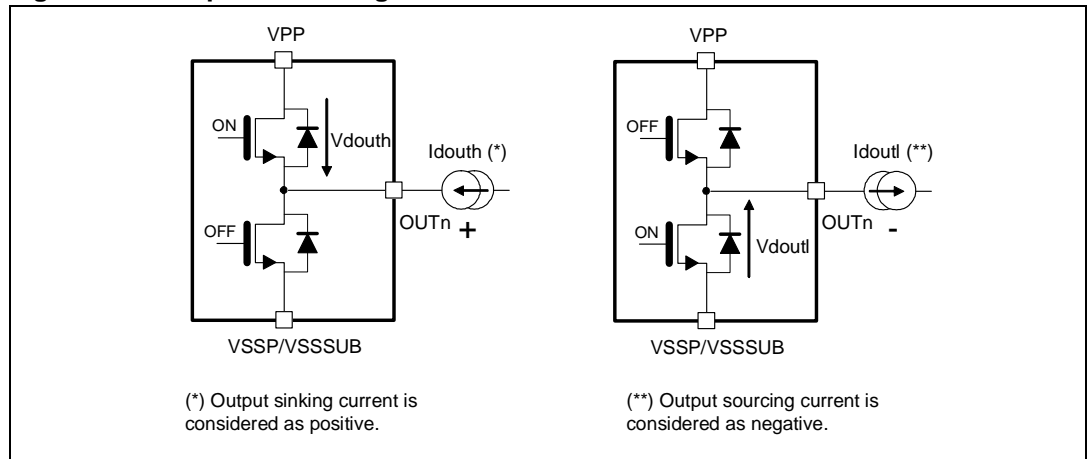 VPP
ON
Vdouth
Idouth (*)
OFF
OUTn +
VSSP/VSSSUB
(*) Output sinking current is
considered as positive.
VPP
OFF
Idoutl (**)
ON
Vdoutl
OUTn -
VSSP/VSSSUB
(**) Output sourcing current is
considered as negative.